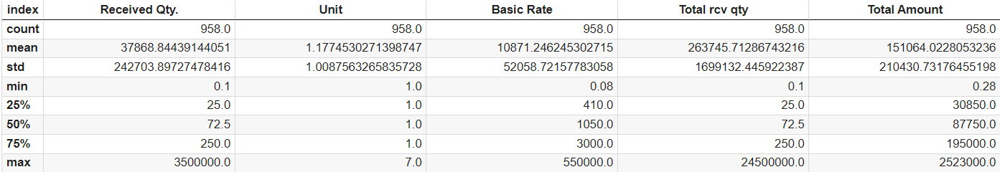 index Received Qty. Unit Basic Rate Total rcv qty Total Amount
count 958.0 958.0 958.0 958.0 958.0
mean 37868.84439144051 1.1774530271398747 10871.246245302715 263745.71286743216 151064.0228053236
std 242703.89727478416 1.0087563265835728 52058.72157783058 1699132.445922387 210430.73176455198
min 0.1 1.0 0.08 0.1 0.28
25% 25.0 1.0 410.0 25.0 30850.0
50% 72.5 1.0 1050.0 72.5 87750.0
75% 250.0 1.0 3000.0 250.0 195000.0
max 3500000.0 7.0 550000.0 24500000.0 2523000.0